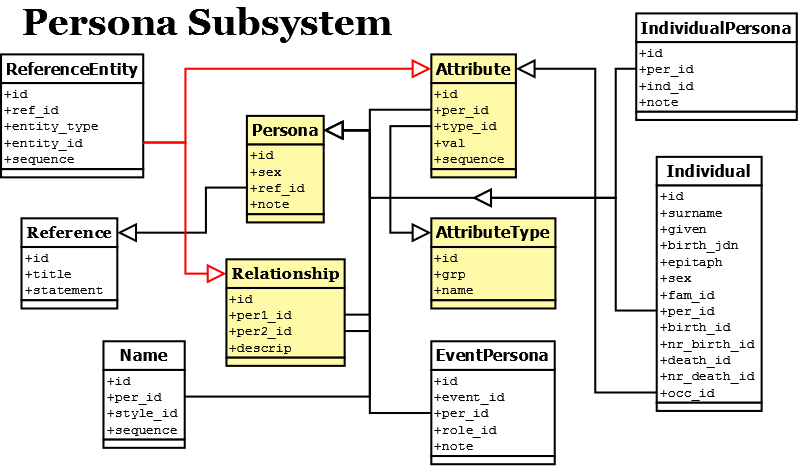 Persona Subsystem
ReferenceEntity
+id
+ref_id
+entity_type
+entity_id
+sequence
Persona
+id
+sex
+ref_id
+note
Attribute
+id
+per_id
+type_id
+val
+sequence
IndividualPersona
+id
+per_id
+ind_id
+note
Individual
+id
+surname
+given
+birth_jdn
+epitaph
+sex
+fam_id
+per_id
+birth_id
+nr_birth_id
+death_id
+nr_death_id
+occ_id
Reference
+id
+title
+statement
Relationship
+id
+per1_id
+per2_id
+descrip
AttributeType
+id
+grp
+name
Name
+id
+per_id
+style_id
+sequence
EventPersona
+id
+event_id
+per_id
+role_id
+note